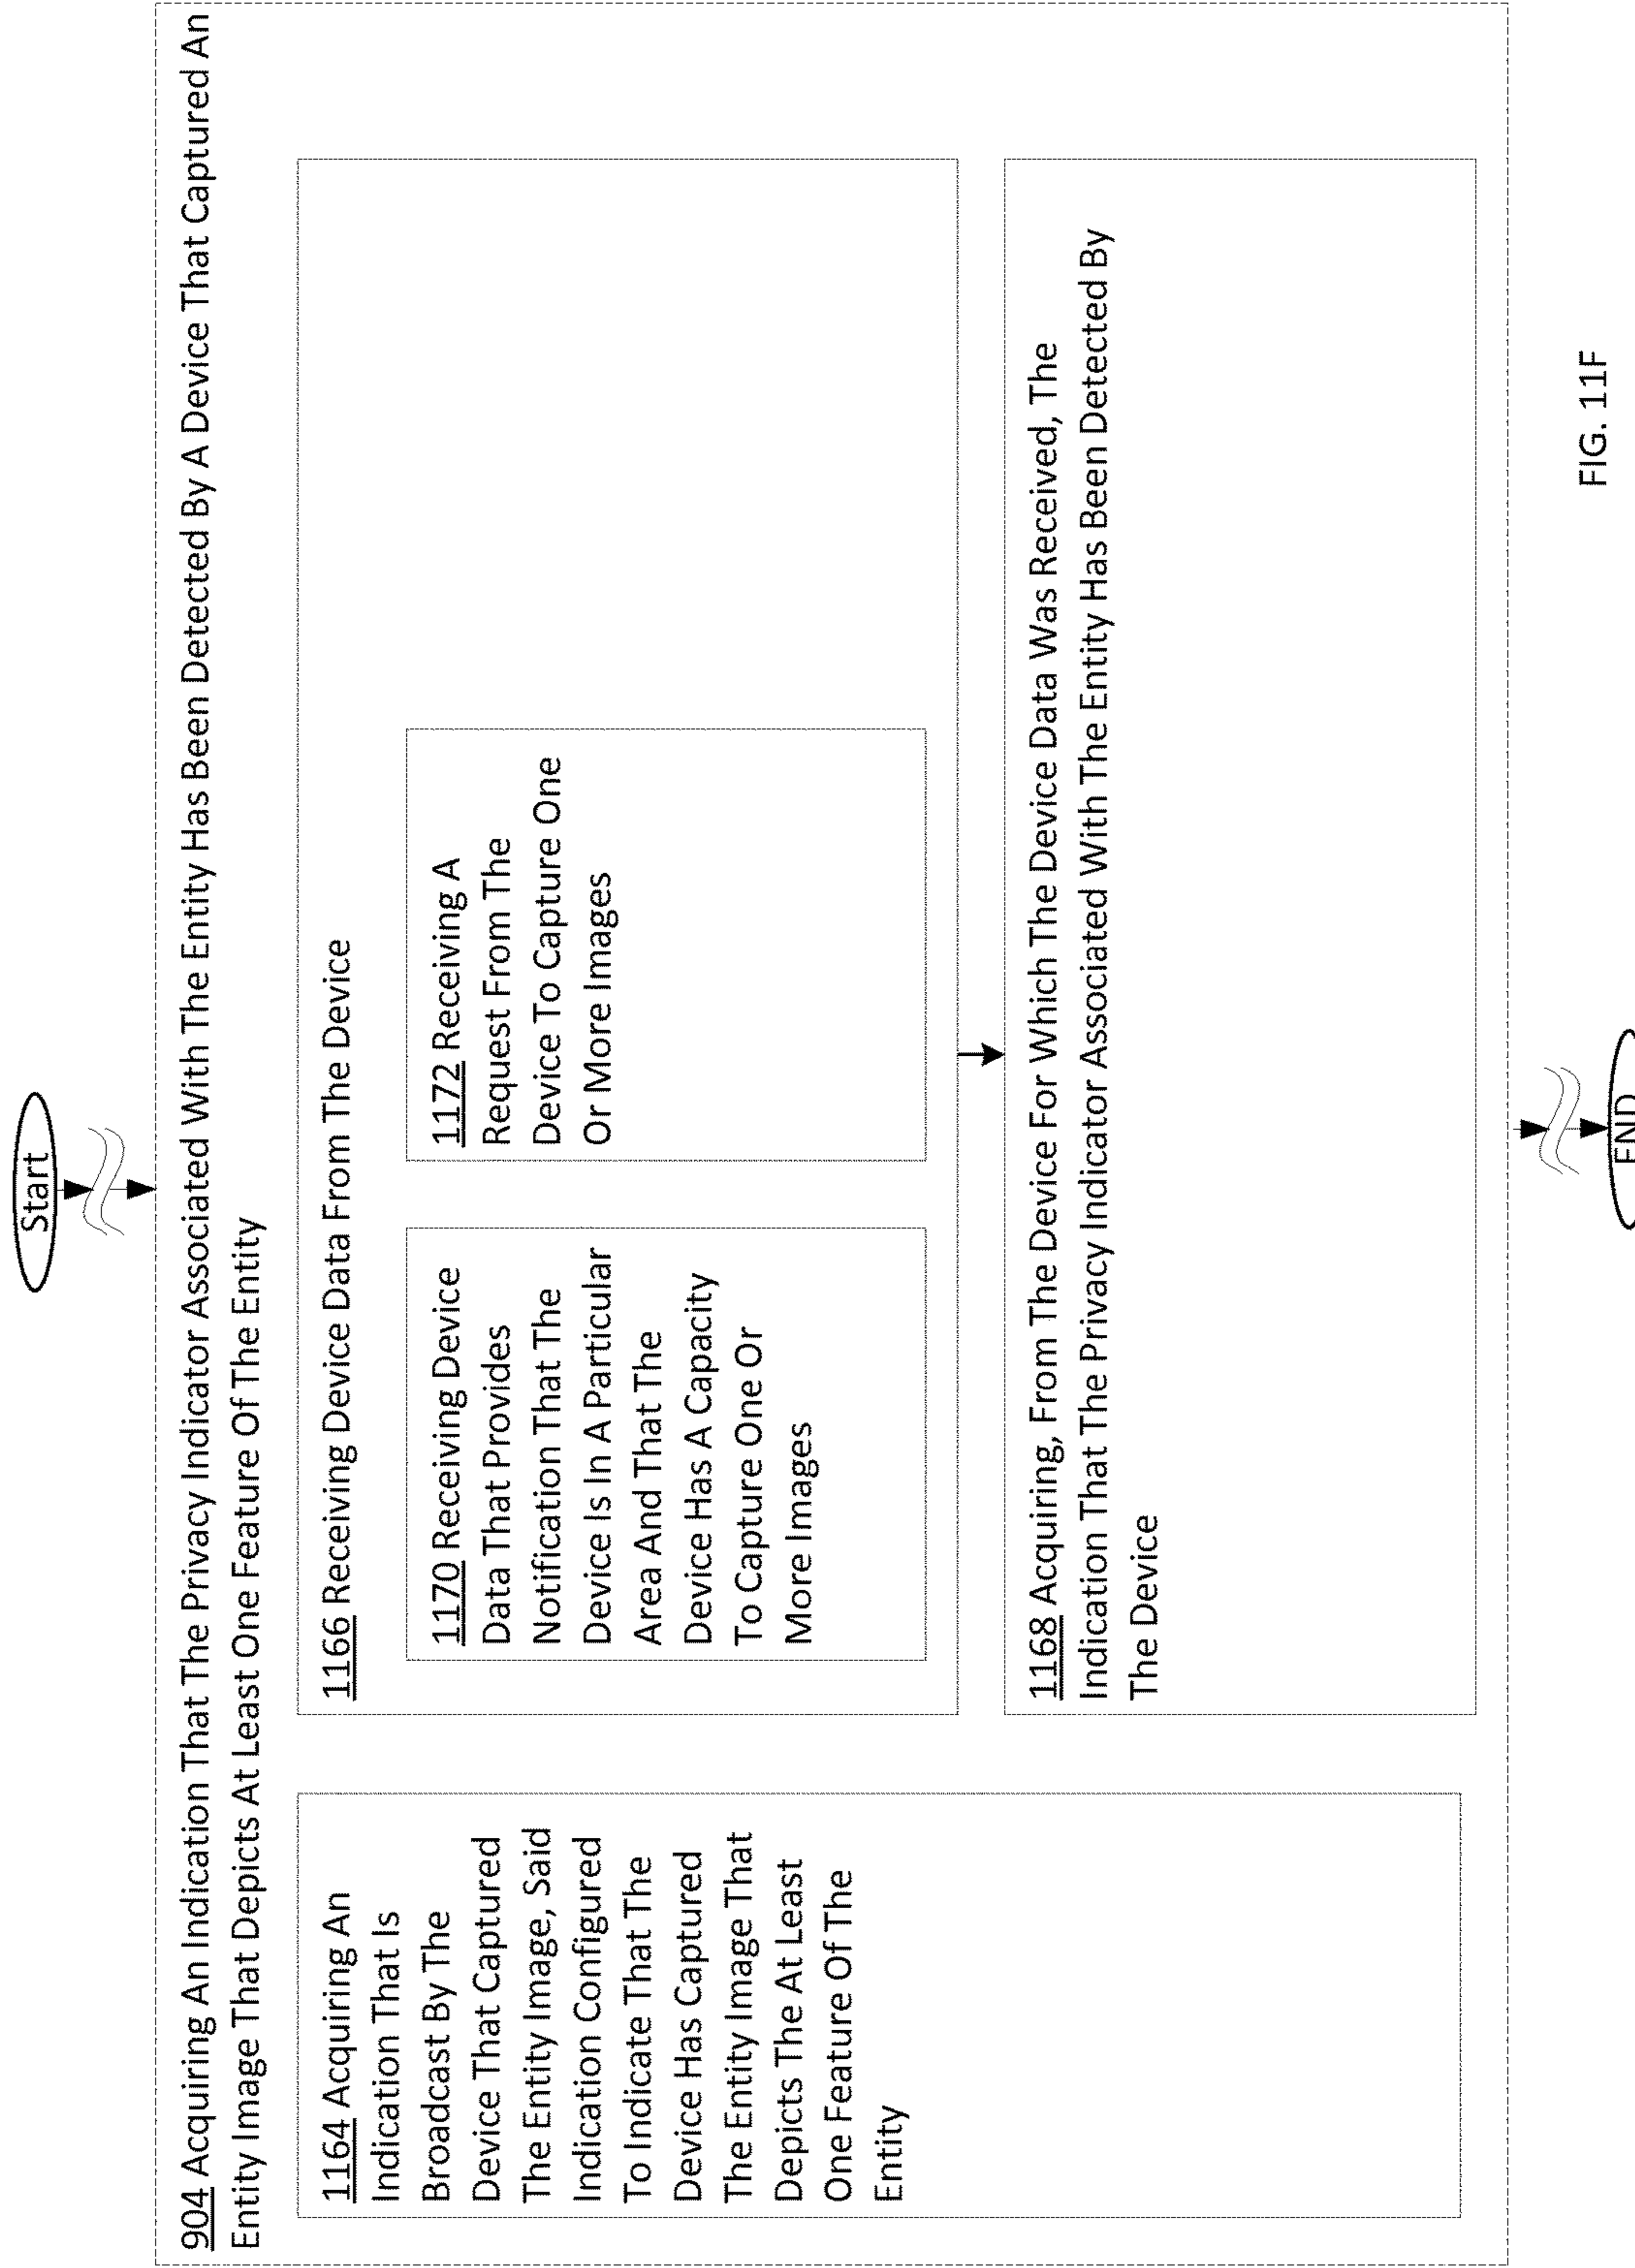 Start
904 Acquiring An Indication That The Privacy Indicator Associated With The Entity Has Been Detected By A Device That Captured An
Entity Image That Depicts At Least One Feature Of The Entity
1164 Acquiring An
Indication That Is
Broadcast By The
Device That Captured
The Entity Image, Said
Indication Configured
To Indicate That The
Device Has Captured
The Entity Image That
Depicts The At Least
One Feature Of The
Entity
1166 Receiving Device Data From The Device
1170 Receiving Device
Data That Provides
Notification That The
Device Is In A Particular
Area And That The
Device Has A Capacity
To Capture One Or
More Images
1172 Receiving A
Request From The
Device To Capture One
Or More Images
1168 Acquiring, From The Device For Which The Device Data Was Received, The
Indication That The Privacy Indicator Associated With The Entity Has Been Detected By
The Device
END
FIG. 11F